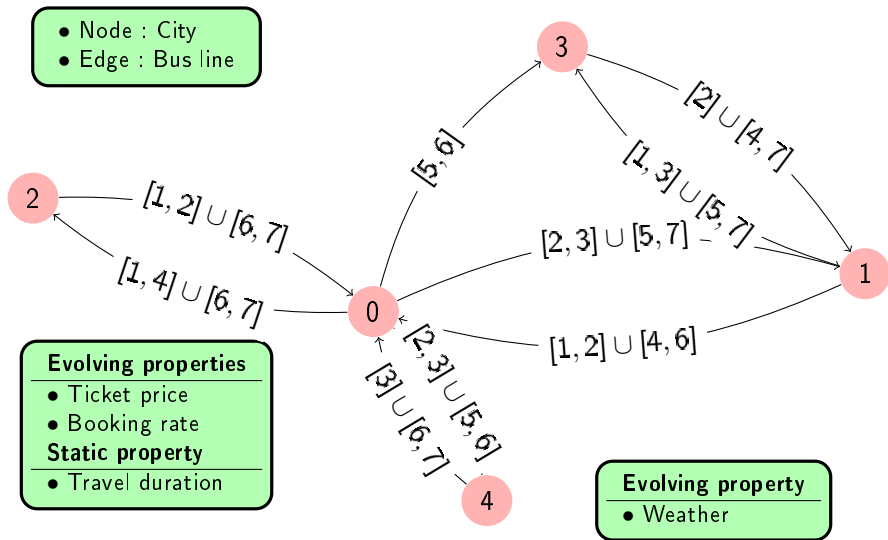 • Node : City
• Edge : Bus line
3
[2] ∪ [4, 7]
[5, 6]
[1, 3] ∪ [5, 7]
2
[1, 2] ∪ [6, 7]
[2, 3] ∪ [5, 7]
1
[1, 4] ∪ [6, 7]
0
[1, 2] ∪ [4, 6]
[2, 3] ∪ [5, 6]
[3] ∪ [6, 7]
4
Evolving properties
• Ticket price
• Booking rate
Static property
• Travel duration
Evolving property
• Weather